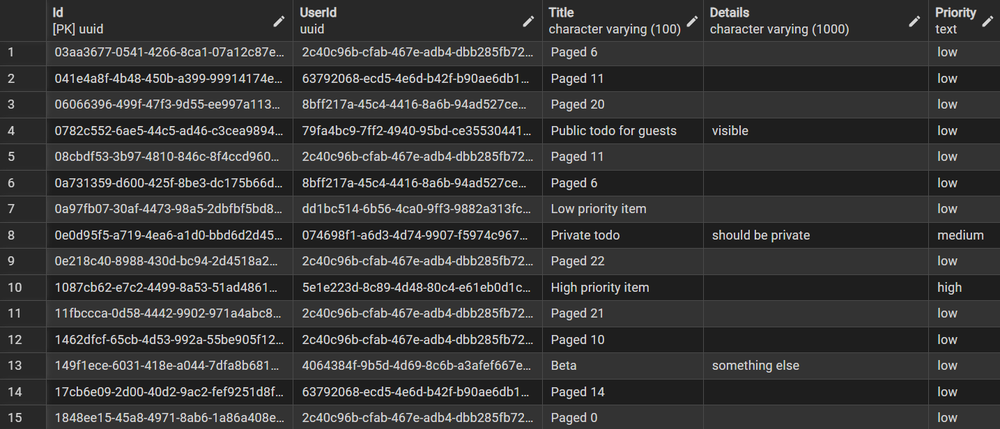 Id UserId Title Details Priority
[PK] uuid uuid character varying (100) character varying (1000) text
1 03aa3677-0541-4266-8ca1-07a12c87e... 2c40c96b-cfab-467e-adb4-dbb285fb72... Paged 6 low
2 041e4a8f-4b48-450b-a399-99914174e... 63792068-ecd5-4e6d-b42f-b90ae6db1... Paged 11 low
3 06066396-499f-47f3-9d55-ee997a113... 8bff217a-45c4-4416-8a6b-94ad527ce... Paged 20 low
4 0782c552-6ae5-44c5-ad46-c3cea9894... 79fa4bc9-7ff2-4940-95bd-ce35530441... Public todo for guests visible low
5 08cbdf53-3b97-4810-846c-8f4ccd960... 2c40c96b-cfab-467e-adb4-dbb285fb72... Paged 11 low
6 0a731359-d600-425f-8be3-dc175b66d... 8bff217a-45c4-4416-8a6b-94ad527ce... Paged 6 low
7 0a97fb07-30af-4473-98a5-2dbfbf5bd8... dd1bc514-6b56-4ca0-9ff3-9882a313fc... Low priority item low
8 0e0d95f5-a719-4ea6-a1d0-bbd6d2d45... 074698f1-a6d3-4d74-9907-f5974c967... Private todo should be private medium
9 0e218c40-8988-430d-bc94-2d4518a2... 2c40c96b-cfab-467e-adb4-dbb285fb72... Paged 22 low
10 1087cb62-e7c2-4499-8a53-51ad4861... 5e1e223d-8c89-4d48-80c4-e61eb0d1c... High priority item high
11 11fbccca-0d58-4442-9902-971a4abc8... 2c40c96b-cfab-467e-adb4-dbb285fb72... Paged 21 low
12 1462dfcf-65cb-4d53-992a-55be905f12... 2c40c96b-cfab-467e-adb4-dbb285fb72... Paged 10 low
13 149f1ece-6031-418e-a044-7dfa8b681... 4064384f-9b5d-4d69-8c6b-a3afef667e... Beta something else low
14 17cb6e09-2d00-40d2-9ac2-fef9251d8f... 63792068-ecd5-4e6d-b42f-b90ae6db1... Paged 14 low
15 1848ee15-45a8-4971-8ab6-1a86a408e... 2c40c96b-cfab-467e-adb4-dbb285fb72... Paged 0 low